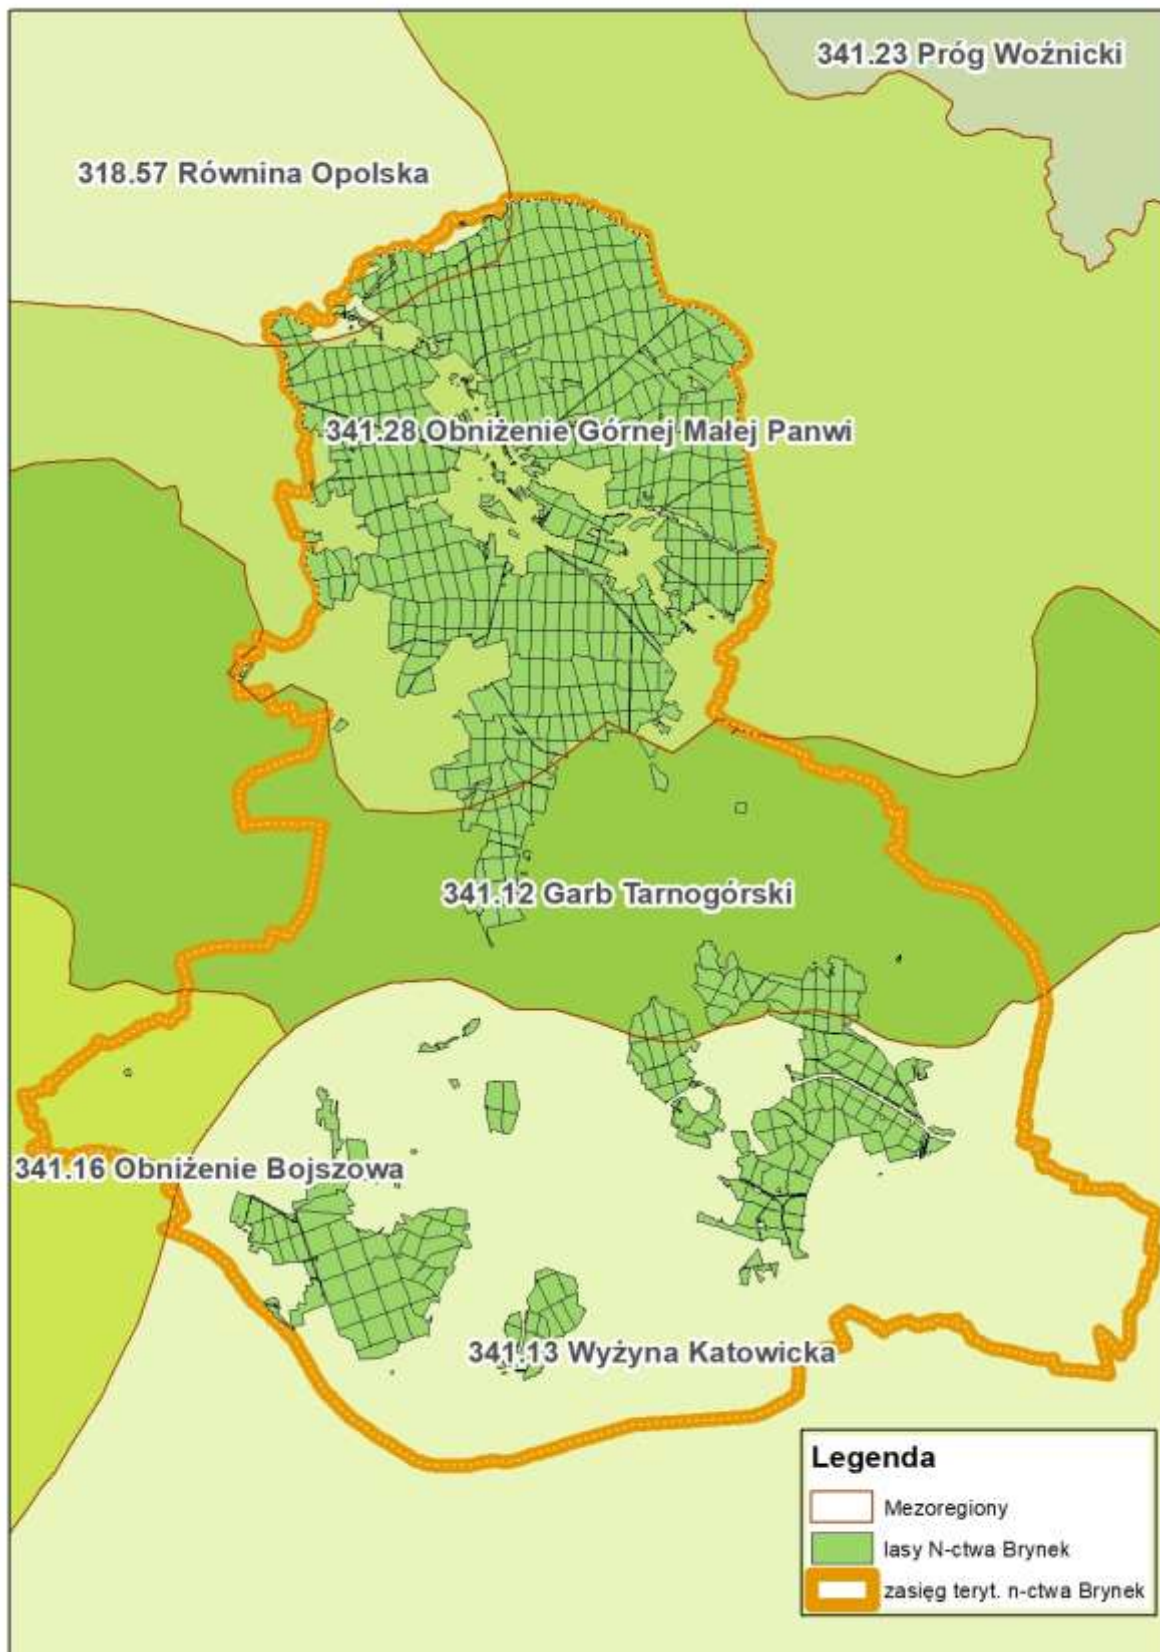 341.23 Próg Woźnicki
318.57 Równina Opolska
341.28 Obniżenie Górnej Małej Panwi
341.12 Garb Tarnogórski
341.16 Obniżenie Bojszowa
341.13 Wyżyna Katowicka
Legenda
Mezoregiony
lasy N-ctwa Brynek
zasięg teryt. n-ctwa Brynek